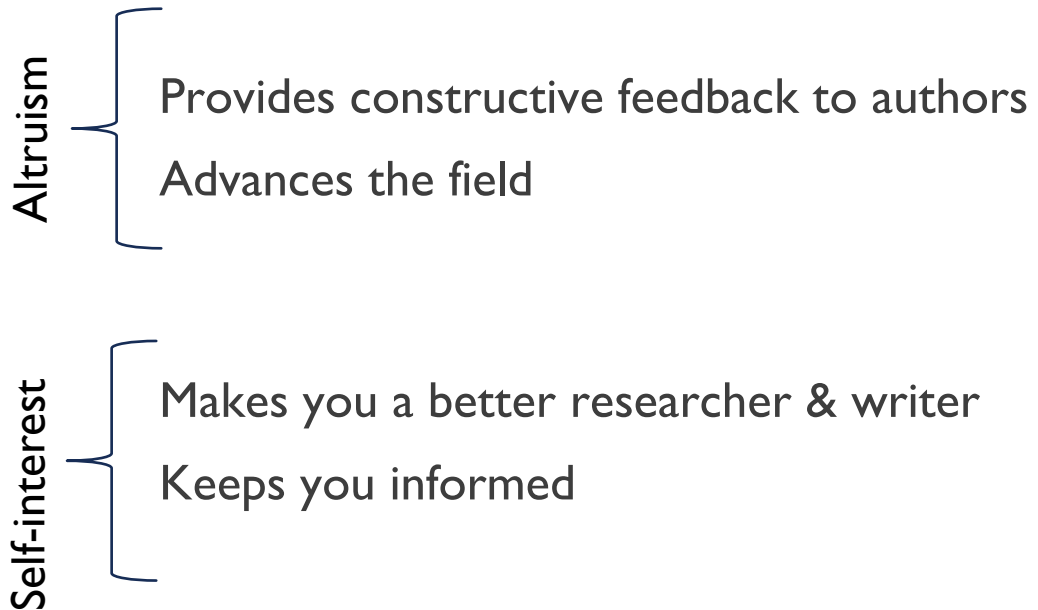 Altruism
Provides constructive feedback to authors
Advances the field
Self-interest
Makes you a better researcher & writer
Keeps you informed